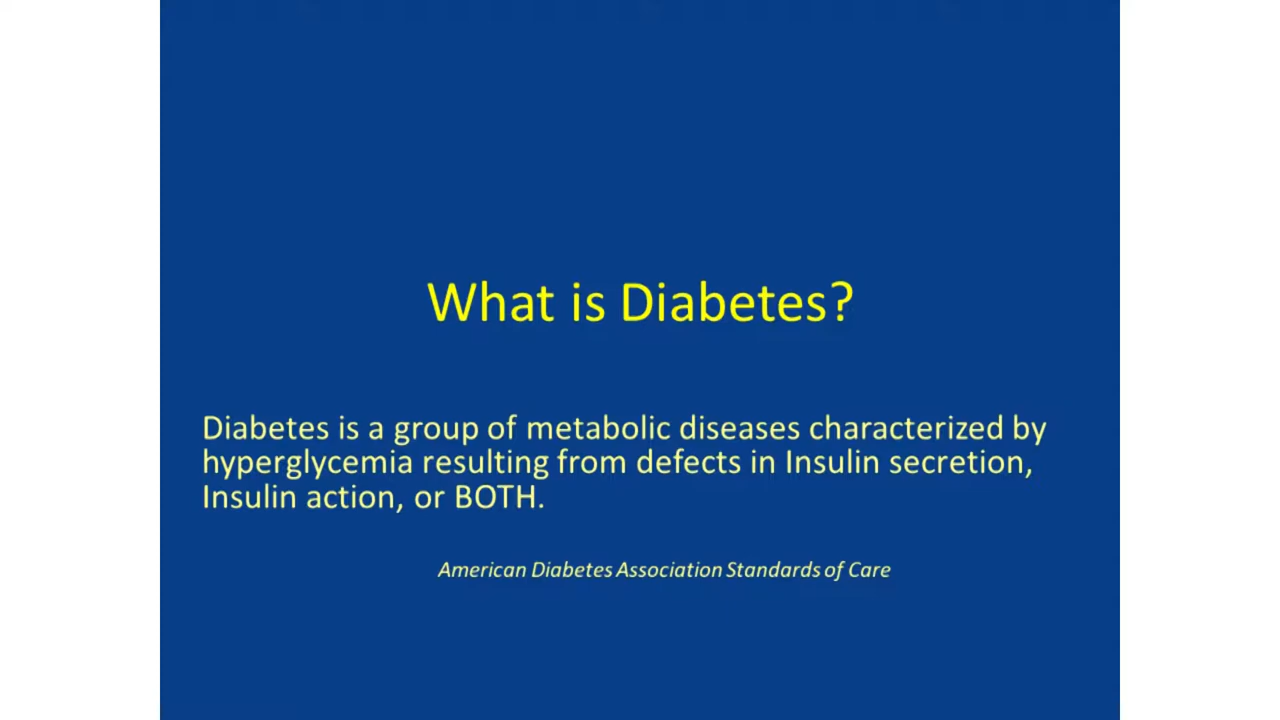 What is Diabetes?
Diabetes is a group of metabolic diseases characterized by
hyperglycemia resulting from defects in Insulin secretion,
Insulin action, or BOTH.
American Diabetes Association Standards of Care